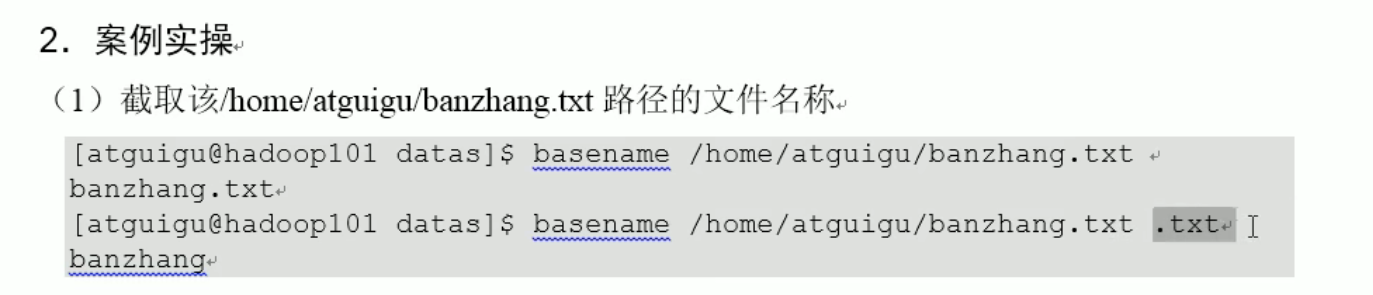 2. 案例实操
（1）截取该/home/atguigu/banzhang.txt 路径的文件名称
[atguigu@hadoop101 datas]$ basename /home/atguigu/banzhang.txt
banzhang.txt
[atguigu@hadoop101 datas]$ basename /home/atguigu/banzhang.txt .txt
banzhang